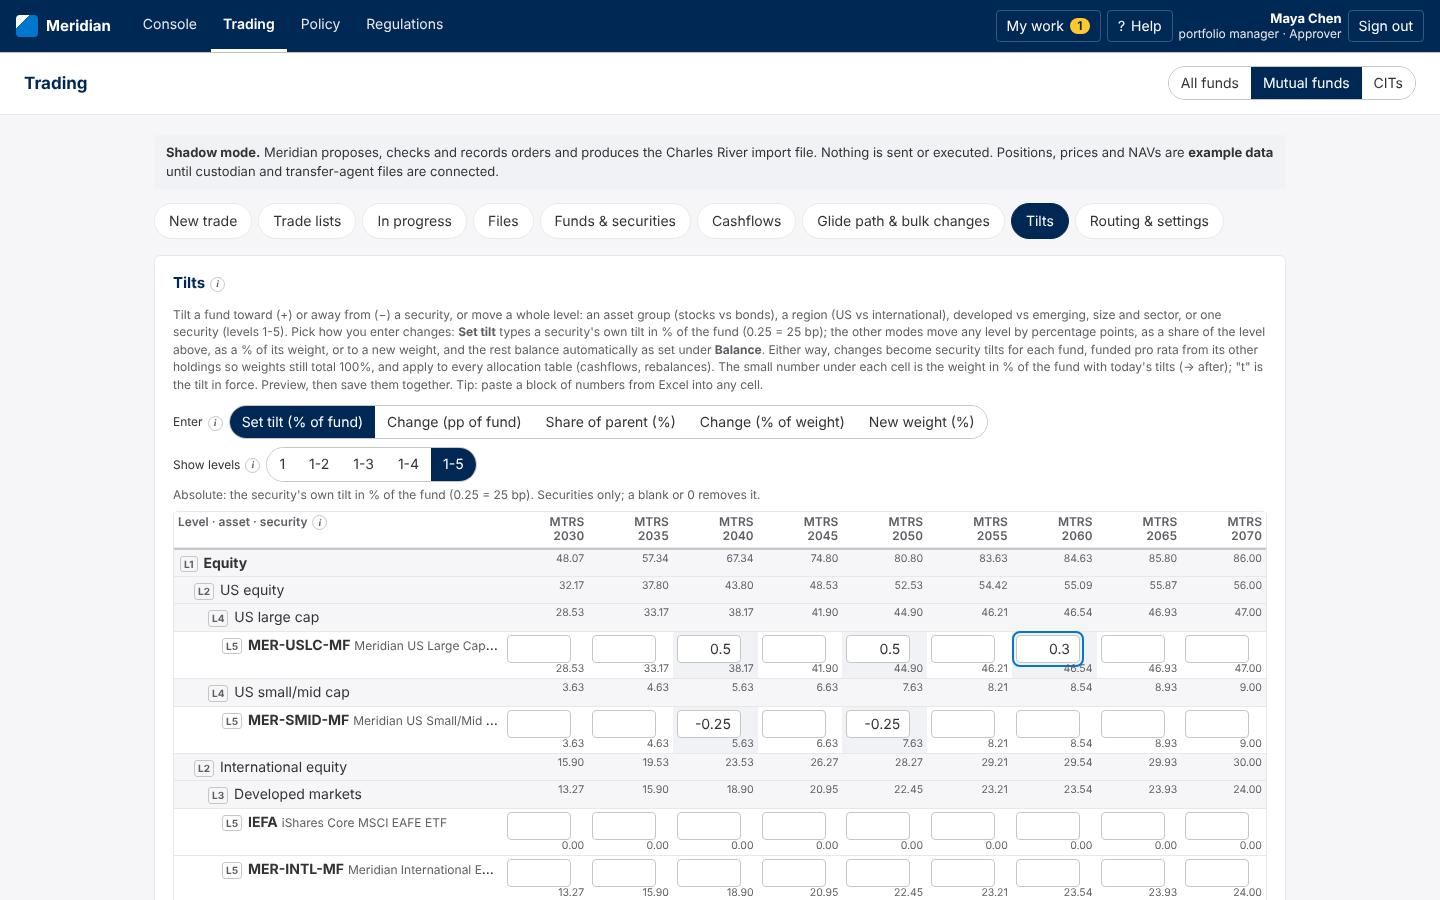 Meridian Console Trading Policy Regulations My work 1 ? Help Maya Chen Sign out
portfolio manager · Approver
Trading All funds Mutual funds CITs
Shadow mode. Meridian proposes, checks and records orders and produces the Charles River import file. Nothing is sent or executed. Positions, prices and NAVs are example data
until custodian and transfer-agent files are connected.
New trade Trade lists In progress Files Funds & securities Cashflows Glide path & bulk changes Tilts Routing & settings
Tilts i
Tilt a fund toward (+) or away from (−) a security, or move a whole level: an asset group (stocks vs bonds), a region (US vs international), developed vs emerging, size and sector, or one
security (levels 1-5). Pick how you enter changes: Set tilt types a security's own tilt in % of the fund (0.25 = 25 bp); the other modes move any level by percentage points, as a share of the level
above, as a % of its weight, or to a new weight, and the rest balance automatically as set under Balance. Either way, changes become security tilts for each fund, funded pro rata from its other
holdings so weights still total 100%, and apply to every allocation table (cashflows, rebalances). The small number under each cell is the weight in % of the fund with today's tilts (→ after); "t" is
the tilt in force. Preview, then save them together. Tip: paste a block of numbers from Excel into any cell.
Enter i Set tilt (% of fund) Change (pp of fund) Share of parent (%) Change (% of weight) New weight (%)
Show levels i 1 1-2 1-3 1-4 1-5
Absolute: the security's own tilt in % of the fund (0.25 = 25 bp). Securities only; a blank or 0 removes it.
Level · asset · security i MTRS 2030 MTRS 2035 MTRS 2040 MTRS 2045 MTRS 2050 MTRS 2055 MTRS 2060 MTRS 2065 MTRS 2070
L1 Equity 48.07 57.34 67.34 74.80 80.80 83.63 84.63 85.80 86.00
L2 US equity 32.17 37.80 43.80 48.53 52.53 54.42 55.09 55.87 56.00
L4 US large cap 28.53 33.17 38.17 41.90 44.90 46.21 46.54 46.93 47.00
L5 MER-USLC-MF Meridian US Large Cap... 0.5 0.5 0.3
28.53 33.17 38.17 41.90 44.90 46.21 46.54 46.93 47.00
L4 US small/mid cap 3.63 4.63 5.63 6.63 7.63 8.21 8.54 8.93 9.00
L5 MER-SMID-MF Meridian US Small/Mid ... -0.25 -0.25
3.63 4.63 5.63 6.63 7.63 8.21 8.54 8.93 9.00
L2 International equity 15.90 19.53 23.53 26.27 28.27 29.21 29.54 29.93 30.00
L3 Developed markets 13.27 15.90 18.90 20.95 22.45 23.21 23.54 23.93 24.00
L5 IEFA iShares Core MSCI EAFE ETF
0.00 0.00 0.00 0.00 0.00 0.00 0.00 0.00 0.00
L5 MER-INTL-MF Meridian International E...
13.27 15.90 18.90 20.95 22.45 23.21 23.54 23.93 24.00